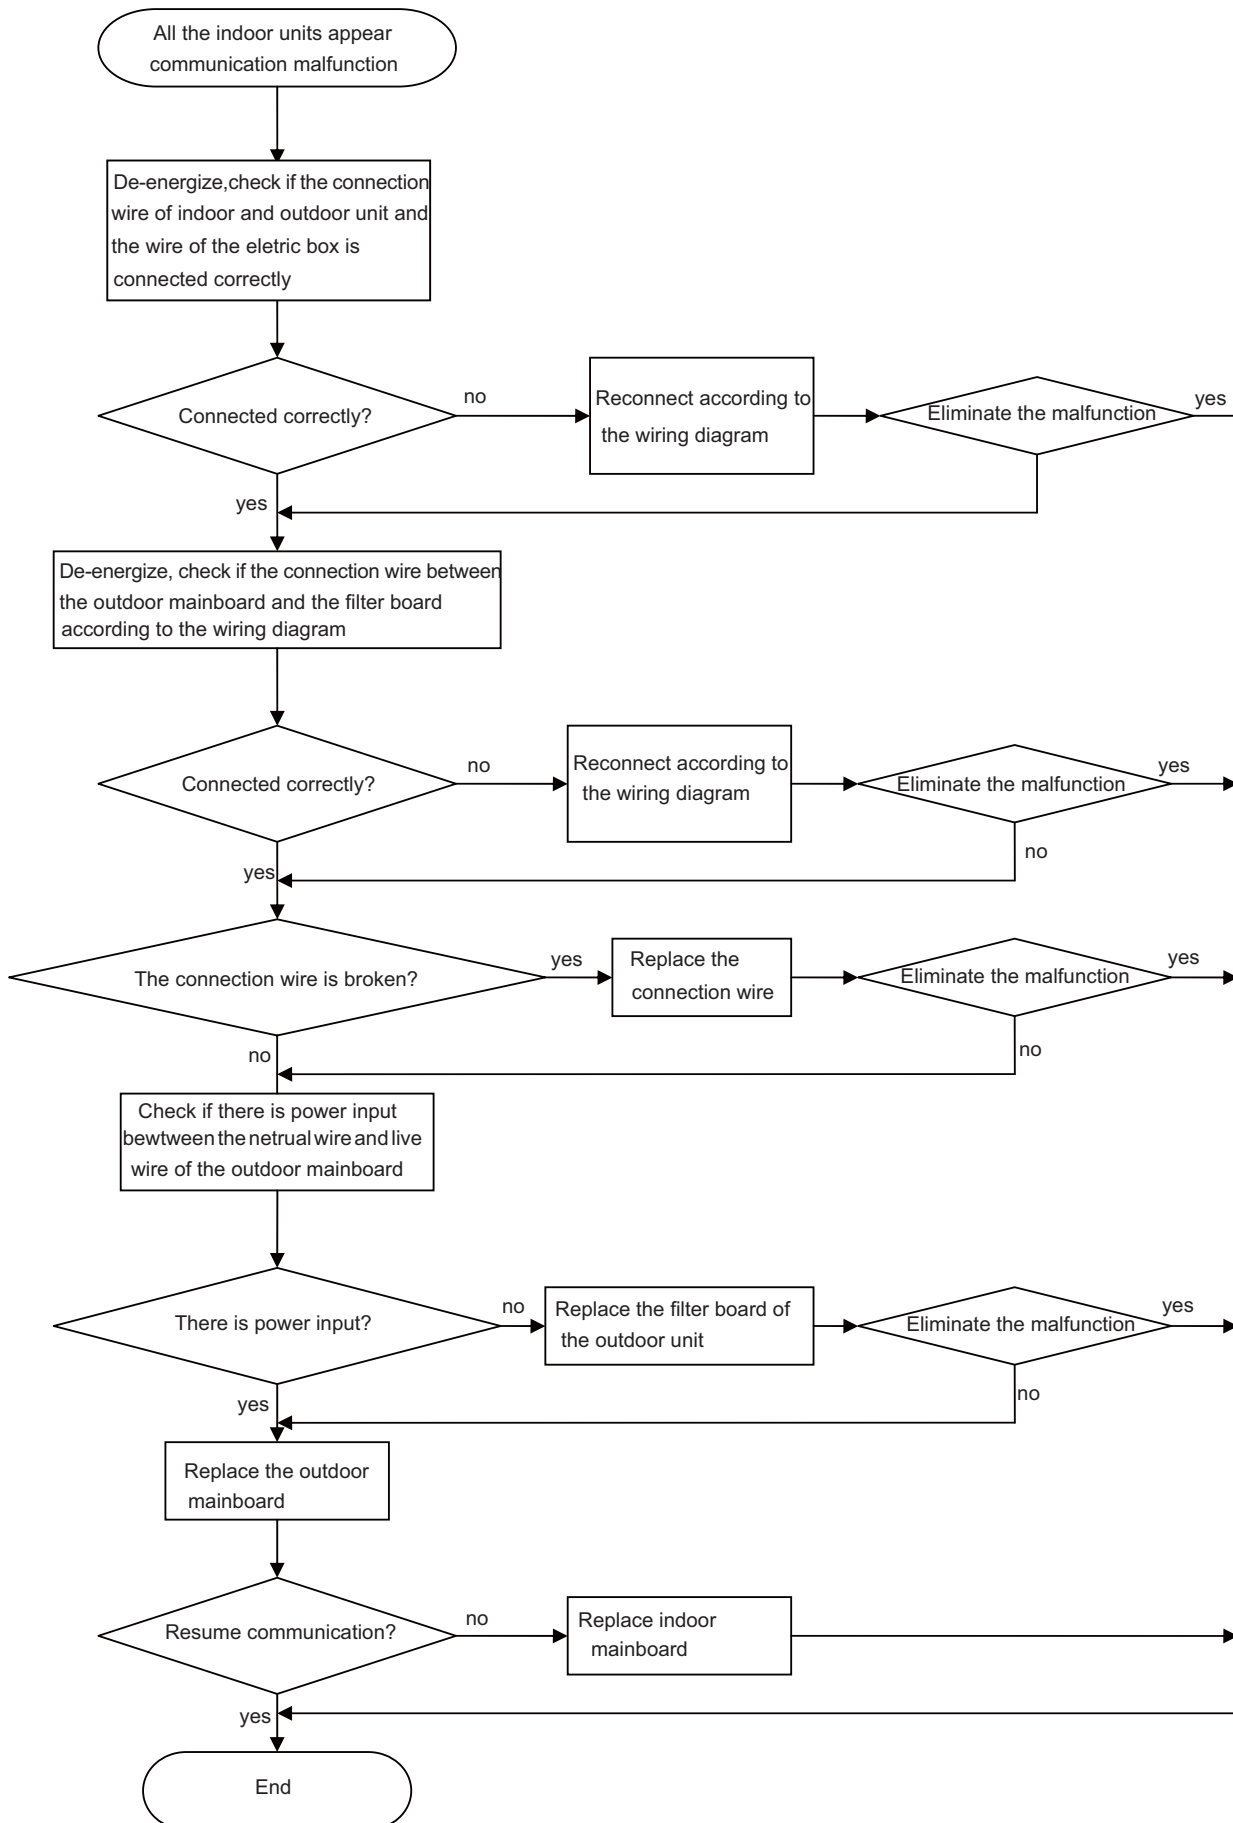 All the indoor units appear
communication malfunction
De-energize,check if the connection
wire of indoor and outdoor unit and
the wire of the eletric box is
connected correctly
Connected correctly?
no
Reconnect according to
the wiring diagram
Eliminate the malfunction
yes
yes
De-energize, check if the connection wire between
the outdoor mainboard and the filter board
according to the wiring diagram
Connected correctly?
no
Reconnect according to
the wiring diagram
Eliminate the malfunction
yes
no
yes
The connection wire is broken?
yes
Replace the
connection wire
Eliminate the malfunction
yes
no
no
Check if there is power input
bewtween the netrual wire and live
wire of the outdoor mainboard
There is power input?
no
Replace the filter board of
the outdoor unit
Eliminate the malfunction
yes
no
yes
Replace the outdoor
mainboard
Resume communication?
no
Replace indoor
mainboard
yes
End